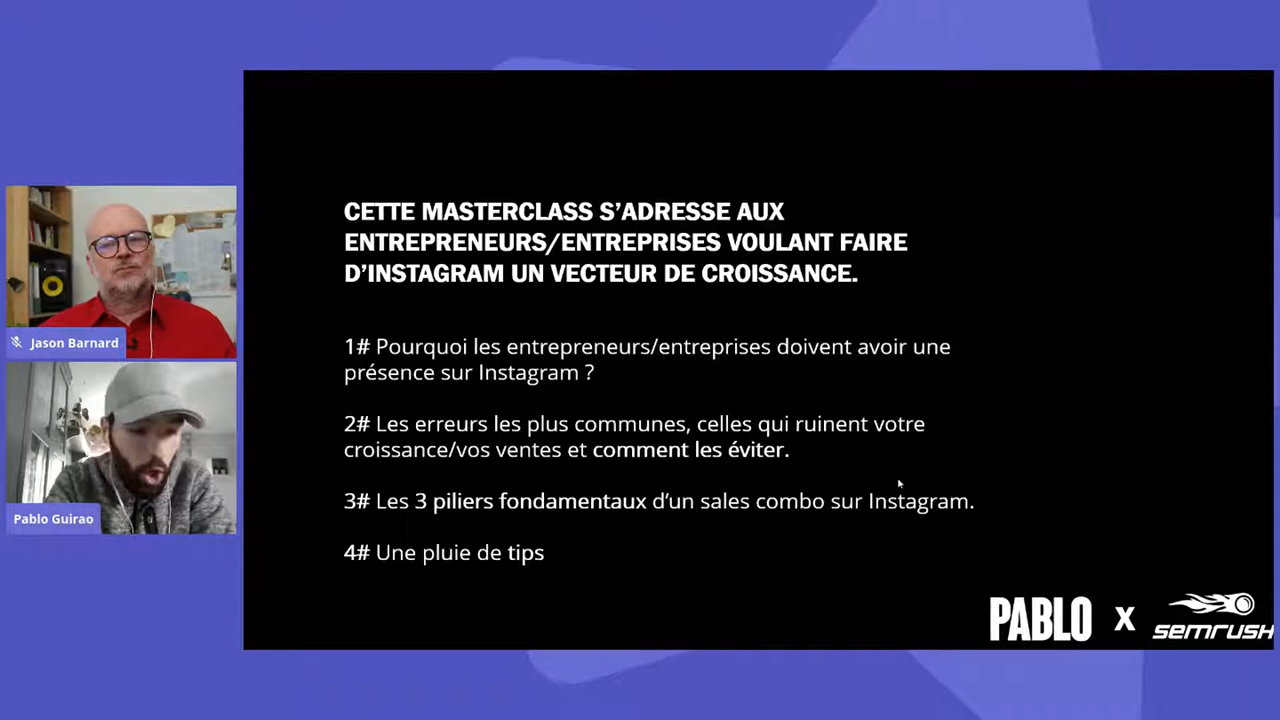 CETTE MASTERCLASS S’ADRESSE AUX
ENTREPRENEURS/ENTREPRISES VOULANT FAIRE
D’INSTAGRAM UN VECTEUR DE CROISSANCE.
1# Pourquoi les entrepreneurs/entreprises doivent avoir une
présence sur Instagram ?
2# Les erreurs les plus communes, celles qui ruinent votre
croissance/vos ventes et comment les éviter.
3# Les 3 piliers fondamentaux d’un sales combo sur Instagram.
4# Une pluie de tips
Jason Barnard
Pablo Guirao
PABLO X semrush